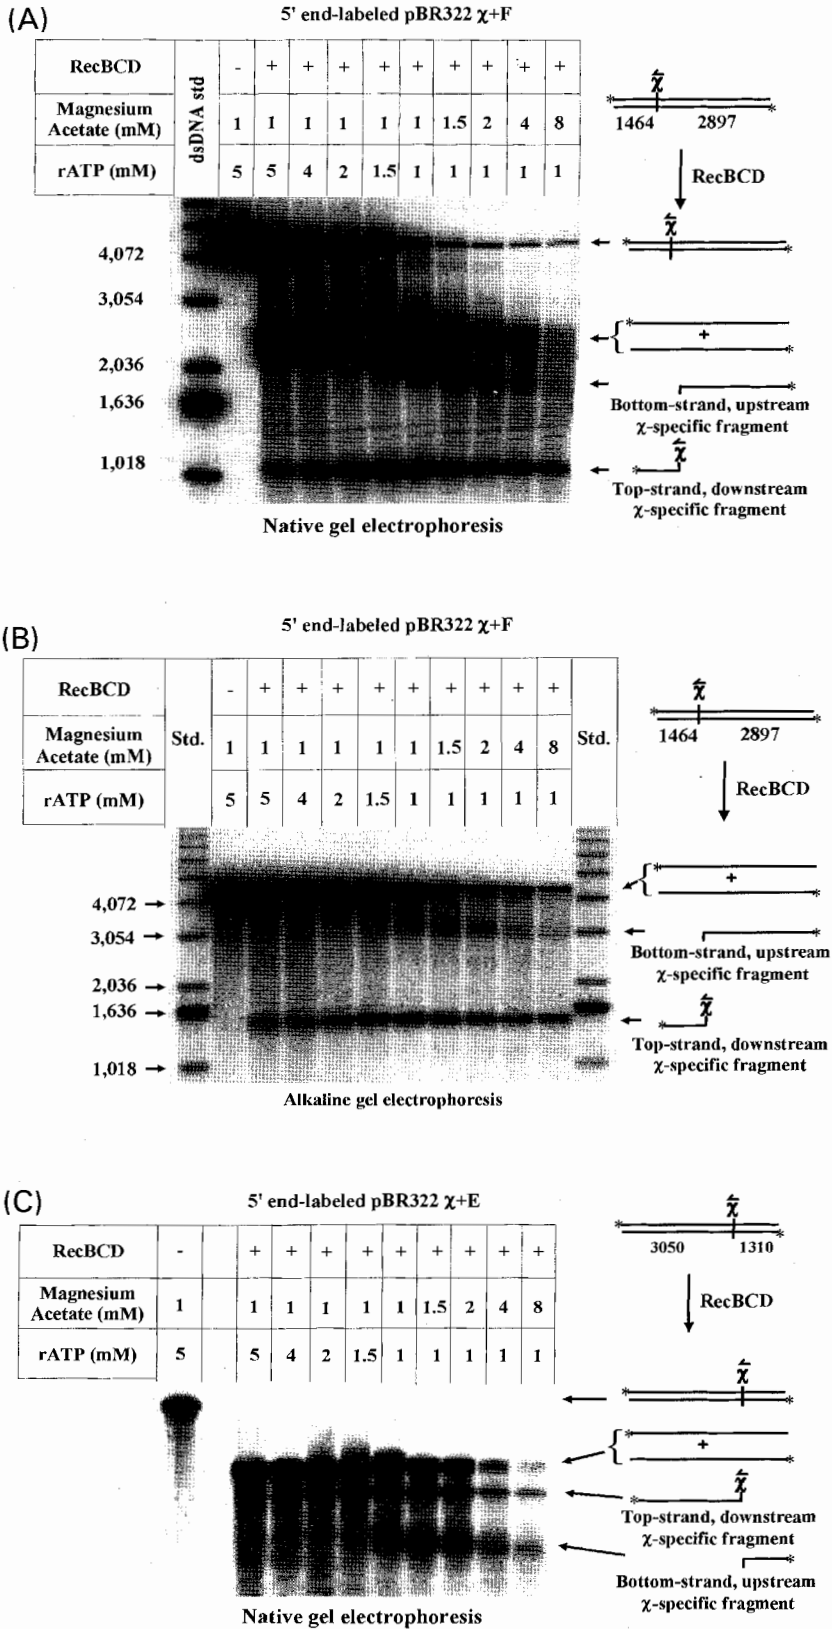 (A)
5' end-labeled pBR322 χ+F
RecBCD - + + + + + + + + +
dsDNA std
Magnesium
Acetate (mM) 1 1 1 1 1 1 1.5 2 4 8
rATP (mM) 5 5 4 2 1.5 1 1 1 1 1
χ
* *
1464 2897
RecBCD
χ
* *
4,072
3,054
* + *
2,036
*
1,636
Bottom-strand, upstream
χ-specific fragment
χ
1,018
*
Top-strand, downstream
χ-specific fragment
Native gel electrophoresis
(B)
5' end-labeled pBR322 χ+F
RecBCD - + + + + + + + + +
Std. Std.
Magnesium
Acetate (mM) 1 1 1 1 1 1 1.5 2 4 8
rATP (mM) 5 5 4 2 1.5 1 1 1 1 1
χ
* *
1464 2897
RecBCD
* + *
4,072
3,054
*
Bottom-strand, upstream
χ-specific fragment
2,036
1,636
χ
*
Top-strand, downstream
χ-specific fragment
1,018
Alkaline gel electrophoresis
(C)
5' end-labeled pBR322 χ+E
RecBCD - + + + + + + + + +
Magnesium
Acetate (mM) 1 1 1 1 1 1 1.5 2 4 8
rATP (mM) 5 5 4 2 1.5 1 1 1 1 1
χ
* *
3050 1310
RecBCD
χ
* *
* + *
χ
*
Top-strand, downstream
χ-specific fragment
*
Bottom-strand, upstream
χ-specific fragment
Native gel electrophoresis